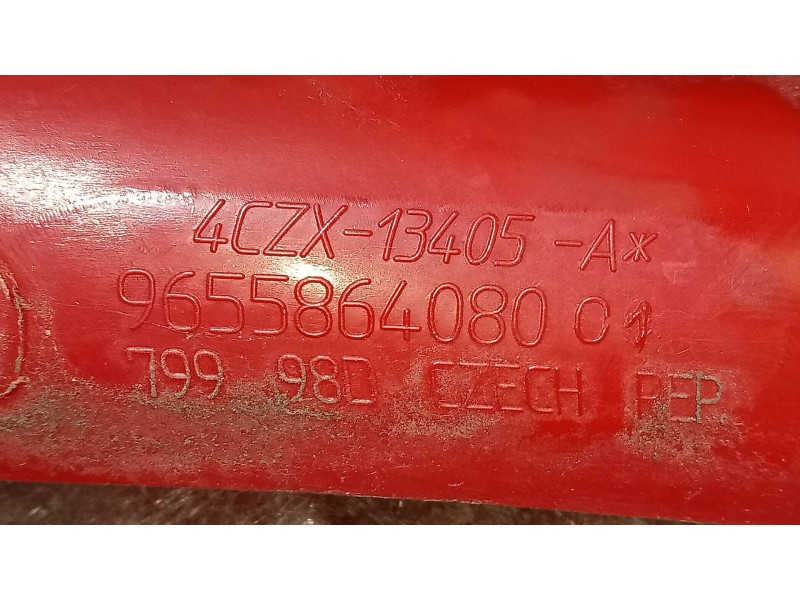 4CZX-13405-A*
9655864080 01
799 98D CZECH REP.